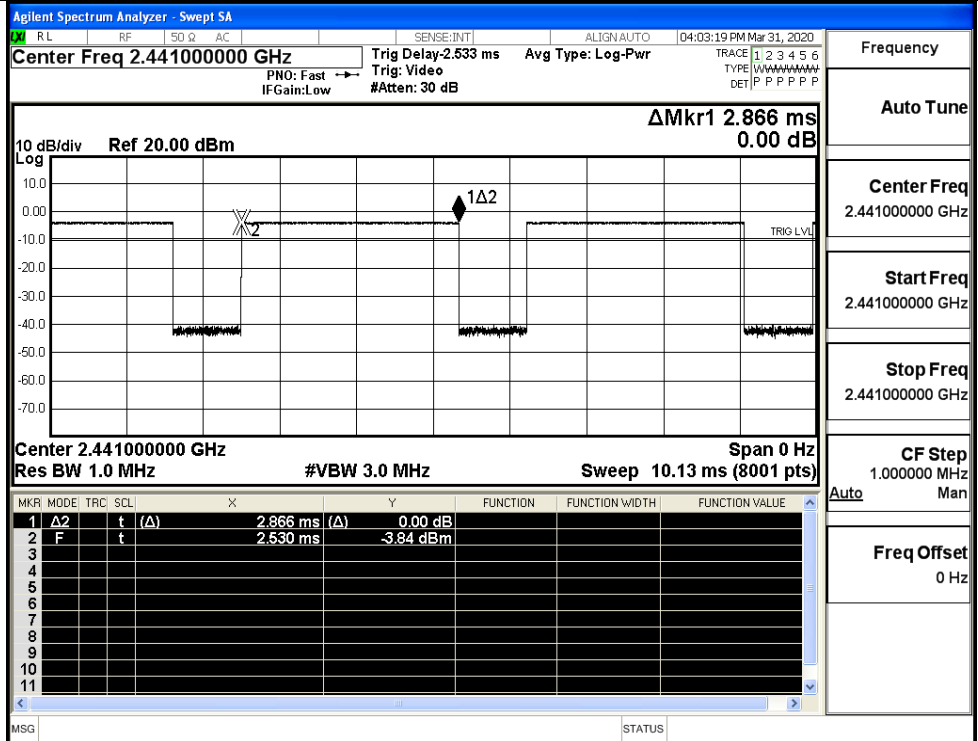 Agilent Spectrum Analyzer - Swept SA
LXI RL RF 50 Ω AC SENSE:INT ALIGN AUTO 04:03:19 PM Mar 31, 2020
Center Freq 2.441000000 GHz Trig Delay-2.533 ms Avg Type: Log-Pwr TRACE 1 2 3 4 5 6
PNO: Fast Trig: Video TYPE WWWWWW
IFGain:Low #Atten: 30 dB DET P P P P P P
ΔMkr1 2.866 ms
10 dB/div Ref 20.00 dBm 0.00 dB
Log
10.0
1Δ2
0.00
2
TRIG LVL
-10.0
-20.0
-30.0
-40.0
-50.0
-60.0
-70.0
Center 2.441000000 GHz Span 0 Hz
Res BW 1.0 MHz #VBW 3.0 MHz Sweep 10.13 ms (8001 pts)
MKR MODE TRC SCL X Y FUNCTION FUNCTION WIDTH FUNCTION VALUE
1 Δ2 t (Δ) 2.866 ms (Δ) 0.00 dB
2 F t 2.530 ms -3.84 dBm
3
4
5
6
7
8
9
10
11
MSG STATUS
Frequency
Auto Tune
Center Freq
2.441000000 GHz
Start Freq
2.441000000 GHz
Stop Freq
2.441000000 GHz
CF Step
1.000000 MHz
Auto Man
Freq Offset
0 Hz